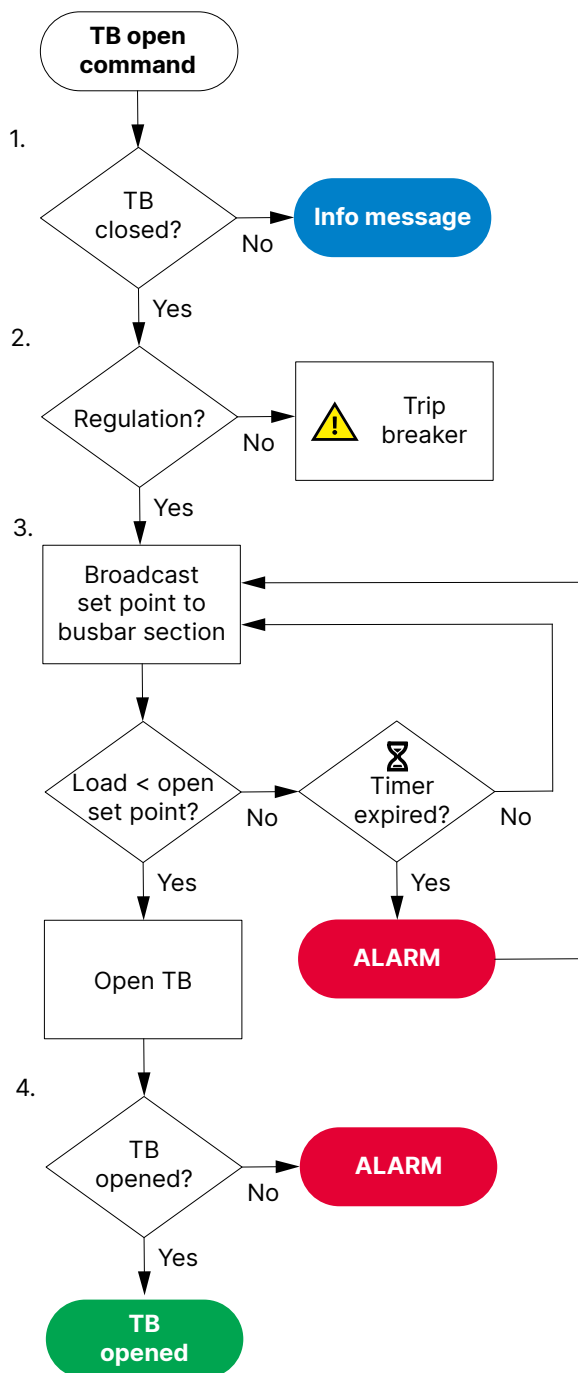 TB open
command
1.
TB
closed?
No
Info message
Yes
2.
Regulation?
No
!
Trip
breaker
Yes
3.
Broadcast
set point to
busbar section
Load < open
set point?
No
Timer
expired?
No
Yes
Yes
ALARM
Open TB
4.
TB
opened?
No
ALARM
Yes
TB
opened